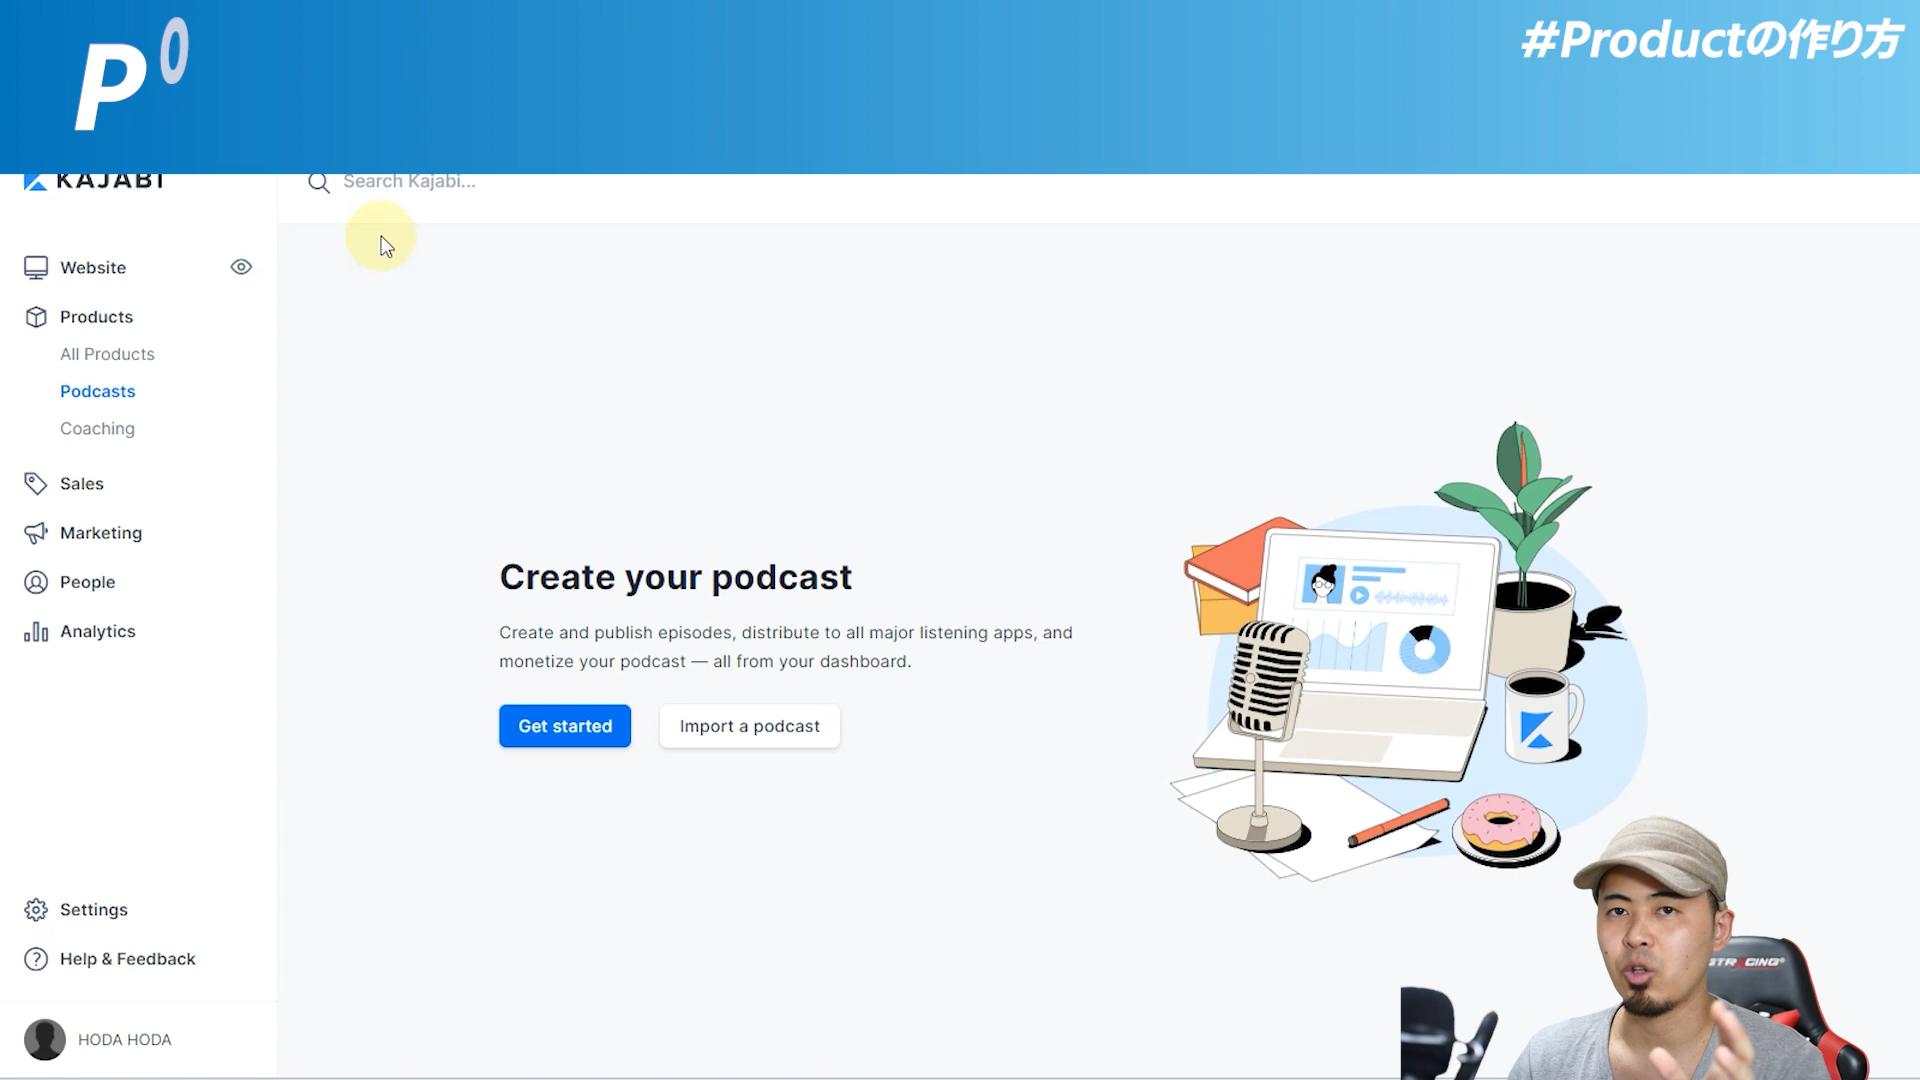 P0
#Productの作り方
KAJABI
Search Kajabi...
Website
Products
All Products
Podcasts
Coaching
Sales
Marketing
People
Analytics
Create your podcast
Create and publish episodes, distribute to all major listening apps, and
monetize your podcast — all from your dashboard.
Get started
Import a podcast
Settings
Help & Feedback
HODA HODA
GTRACING®